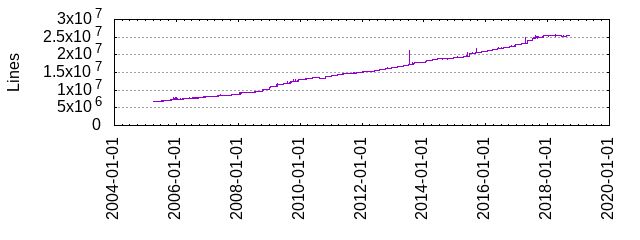 3x10 7
2.5x10 7
2x10 7
1.5x10 7
1x10 7
5x10 6
0
Lines
2004-01-01
2006-01-01
2008-01-01
2010-01-01
2012-01-01
2014-01-01
2016-01-01
2018-01-01
2020-01-01